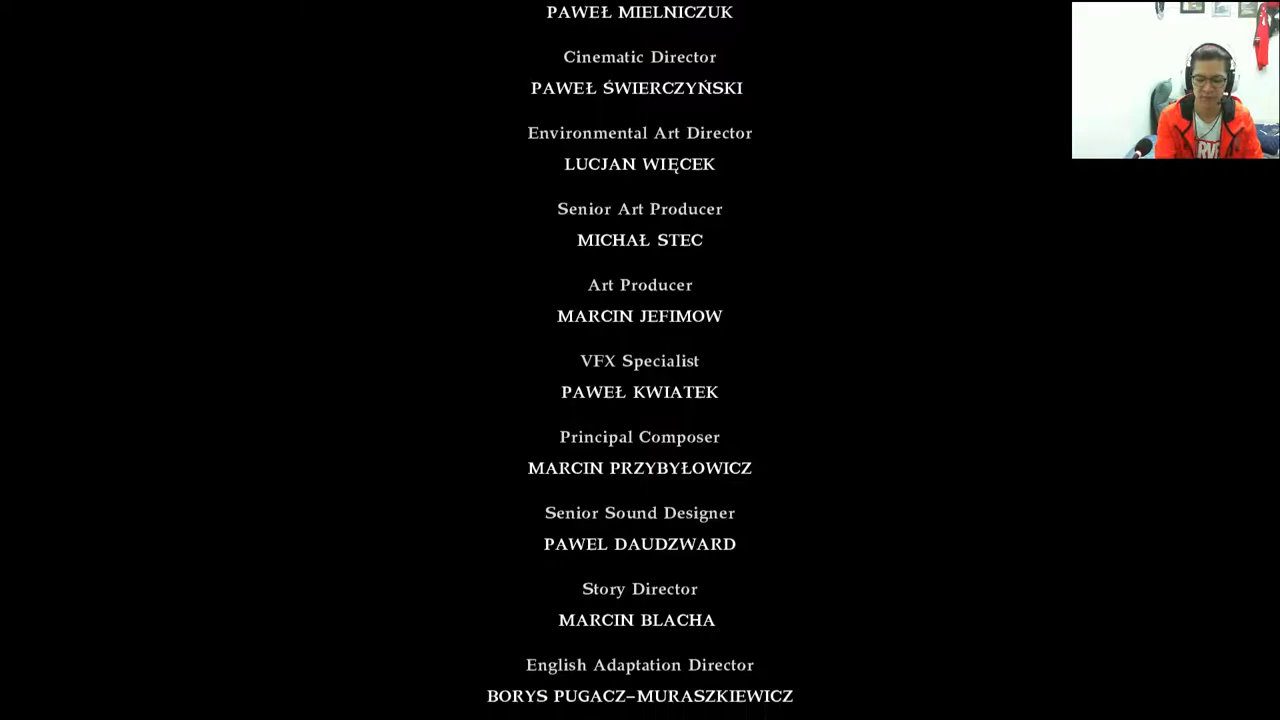 PAWEŁ MIELNICZUK
Cinematic Director
PAWEŁ ŚWIERCZYŃSKI
Environmental Art Director
LUCJAN WIĘCEK
Senior Art Producer
MICHAŁ STEC
Art Producer
MARCIN JEFIMOW
VFX Specialist
PAWEŁ KWIATEK
Principal Composer
MARCIN PRZYBYŁOWICZ
Senior Sound Designer
PAWEL DAUDZWARD
Story Director
MARCIN BLACHA
English Adaptation Director
BORYS PUGACZ–MURASZKIEWICZ